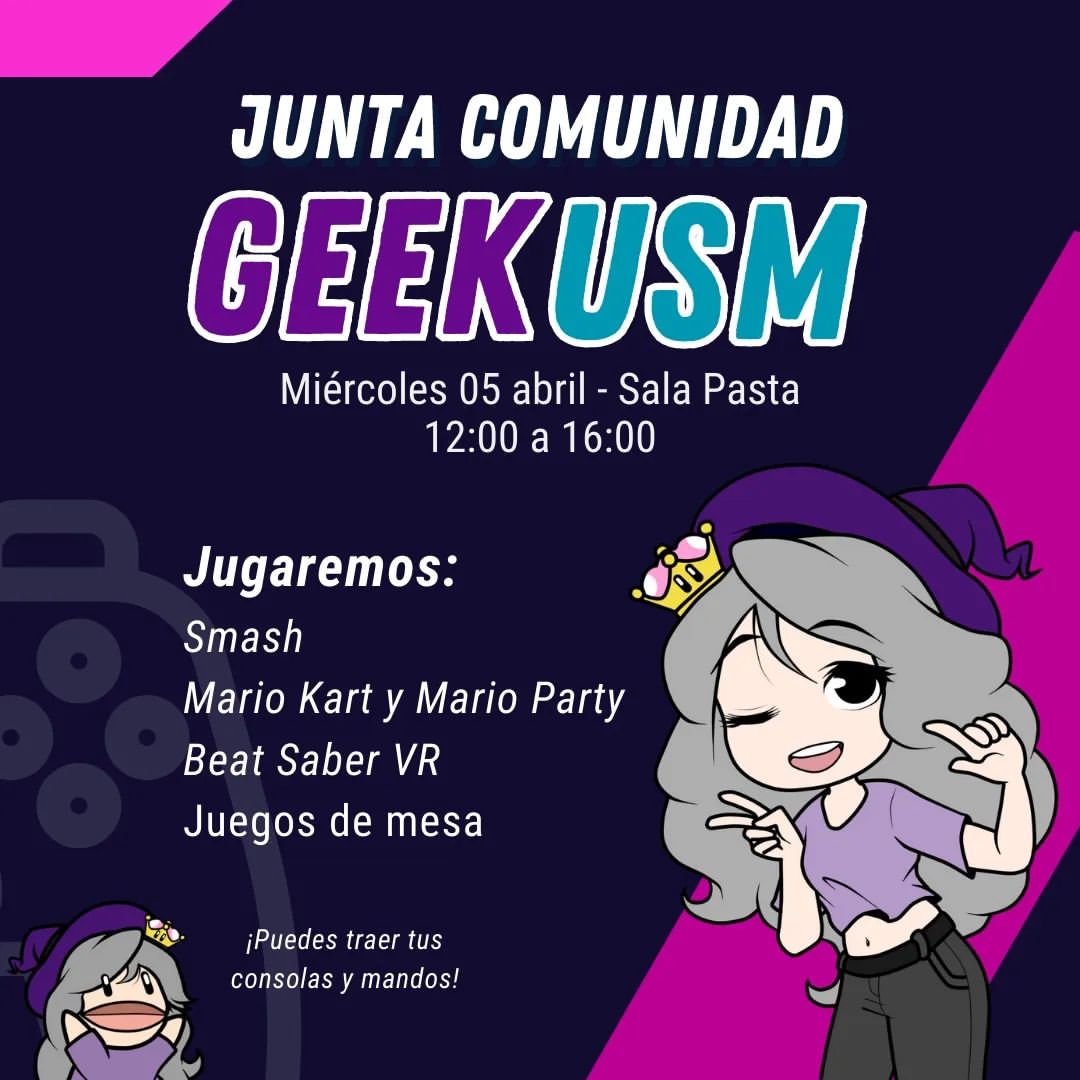 JUNTA COMUNIDAD
GEEKUSM
Miércoles 05 abril - Sala Pasta
12:00 a 16:00
Jugaremos:
Smash
Mario Kart y Mario Party
Beat Saber VR
Juegos de mesa
¡Puedes traer tus
consolas y mandos!